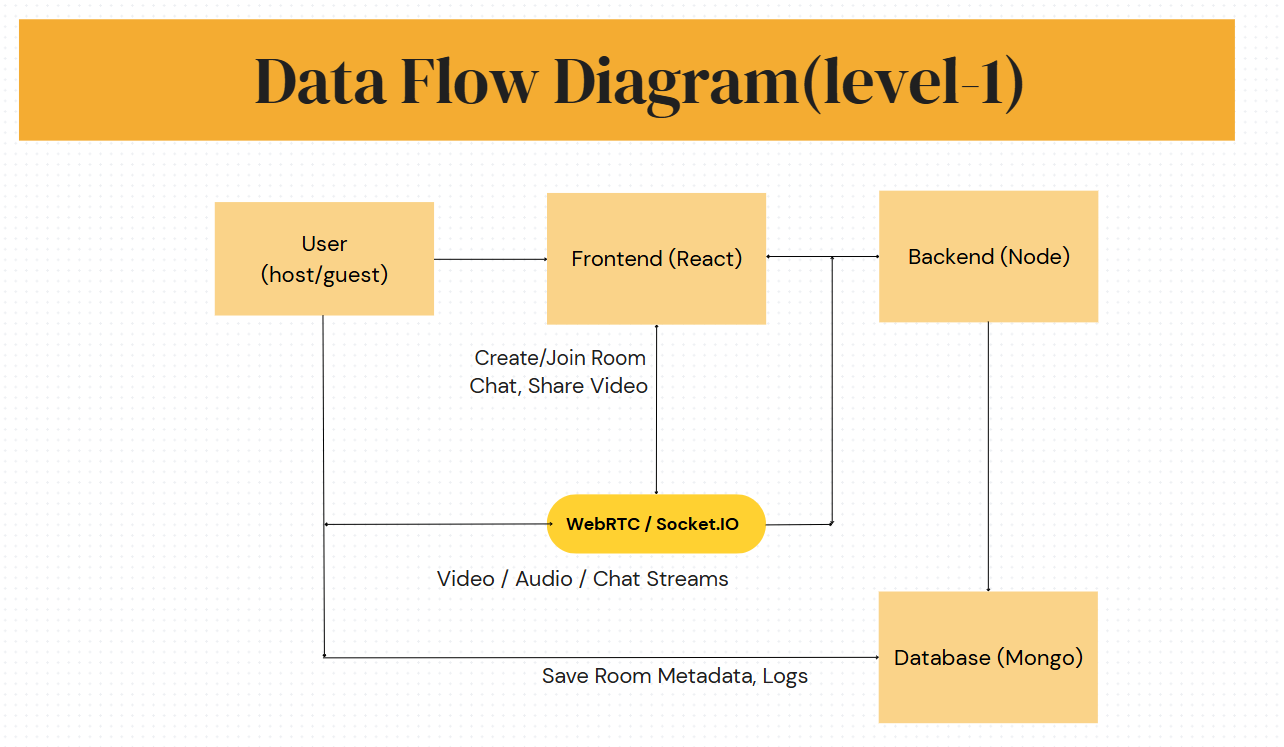 Data Flow Diagram(level-1)
User
(host/guest)
Frontend (React)
Backend (Node)
Create/Join Room
Chat, Share Video
WebRTC / Socket.IO
Video / Audio / Chat Streams
Database (Mongo)
Save Room Metadata, Logs